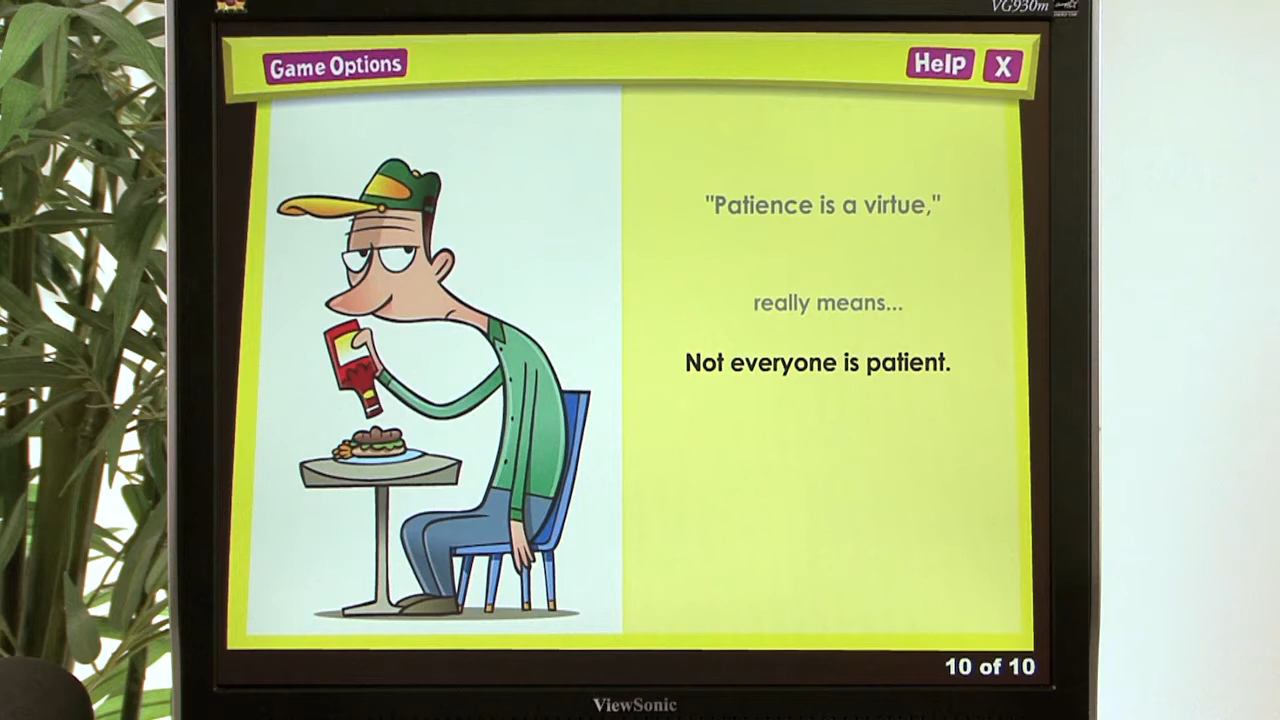 VG930m
Game Options
Help
X
"Patience is a virtue,"
really means...
Not everyone is patient.
10 of 10
ViewSonic